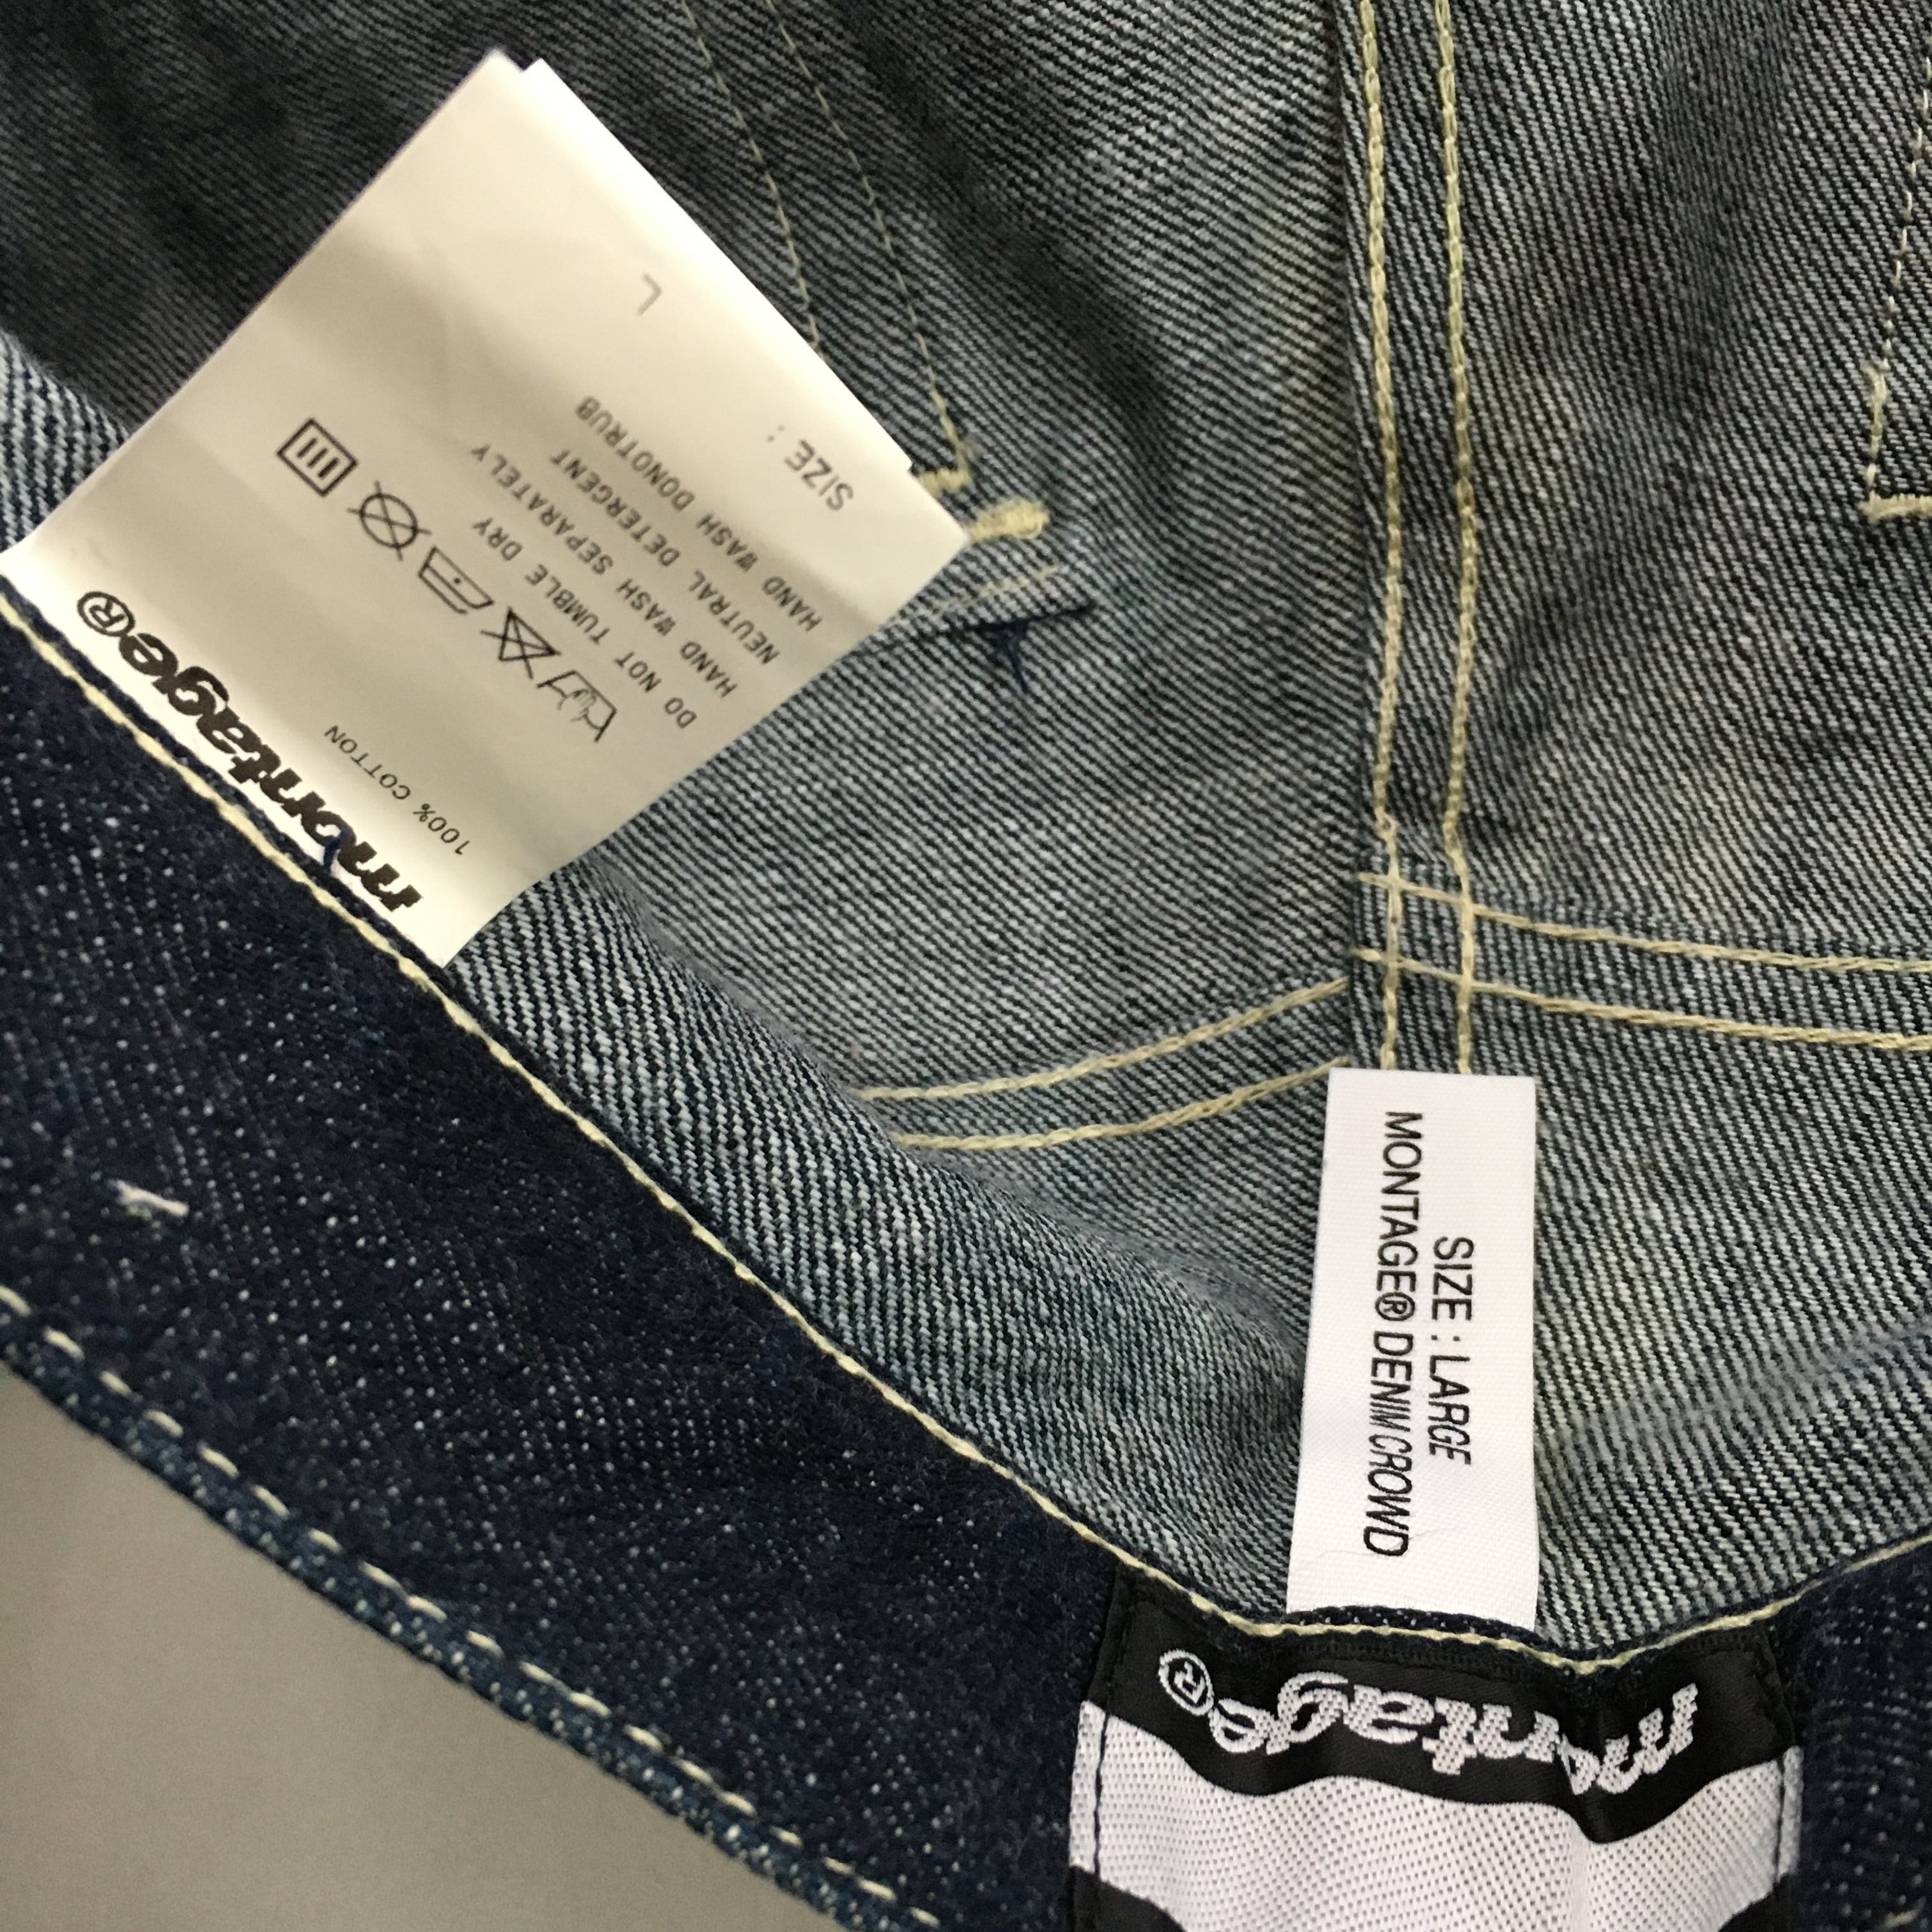 montage®
100% COTTON
DO NOT TUMBLE DRY
HAND WASH SEPARATELY
NEUTRAL DETERGENT
HAND WASH DONOTRUB
SIZE :
L
SIZE : LARGE
MONTAGE® DENIM CROWD
montage®